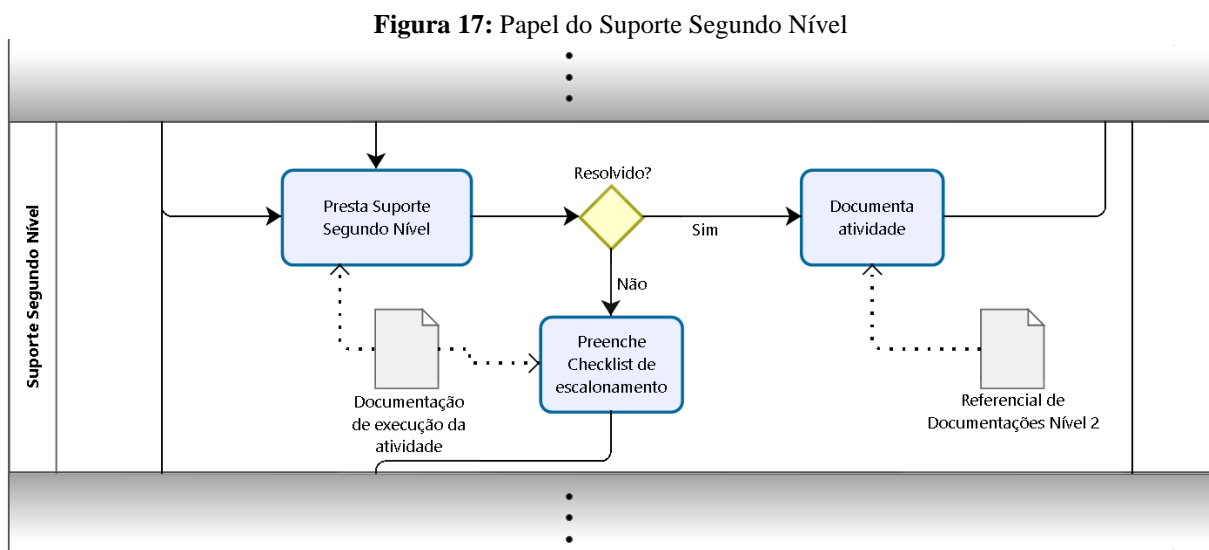 Figura 17: Papel do Suporte Segundo Nível
Suporte Segundo Nível
Presta Suporte
Segundo Nível
Resolvido?
Sim
Documenta
atividade
Não
Preenche
Checklist de
escalonamento
Documentação
de execução da
atividade
Referencial de
Documentações Nível 2